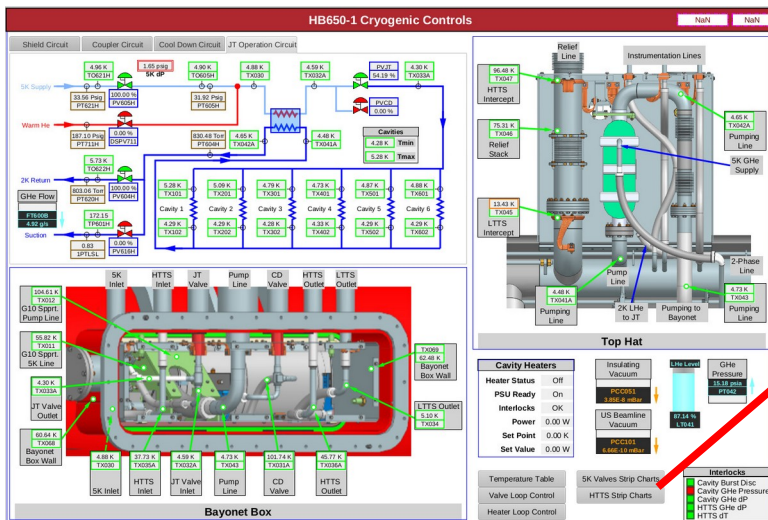 HB650-1 Cryogenic Controls
NaN
NaN
Shield Circuit
Coupler Circuit
Cool Down Circuit
JT Operation Circuit
4.96 K
TO621H
1.65 psig
5K dP
4.90 K
TO605H
4.88 K
TX030
4.59 K
TX032A
PVJT
54.19 %
4.30 K
TX033A
5K Supply
33.56 Psig
PT621H
100.00 %
PV605H
31.92 Psig
PT605H
PVCD
0.00 %
Warm He
187.10 Psig
PT711H
0.00 %
DSPV711
830.48 Torr
PT604H
4.65 K
TX042A
4.48 K
TX041A
Cavities
4.28 K Tmin
5.28 K Tmax
5.73 K
TO622H
2K Return
803.06 Torr
PT620H
100.00 %
PV604H
GHe Flow
FT600B
4.92 g/s
172.15
TP601H
Suction
0.83
1PTLSL
0.00 %
PV616H
5.28 K
TX101
5.09 K
TX201
4.79 K
TX301
4.73 K
TX401
4.87 K
TX501
4.68 K
TX601
Cavity 1
Cavity 2
Cavity 3
Cavity 4
Cavity 5
Cavity 6
4.29 K
TX102
4.29 K
TX202
4.28 K
TX302
4.33 K
TX402
4.29 K
TX502
4.29 K
TX602
96.48 K
TX047
HTTS
Intercept
Relief
Line
Instrumentation Lines
4.65 K
TX042A
Pumping
Line
75.31 K
TX046
Relief
Stack
5K GHe
Supply
13.43 K
TX045
LTTS
Intercept
2-Phase
Line
Pump
Line
4.48 K
TX041A
Pumping
Line
2K LHe
to JT
Pumping to
Bayonet
4.73 K
TX043
Pumping
Line
Top Hat
5K
Inlet
HTTS
Inlet
JT
Valve
Pump
Line
CD
Valve
HTTS
Outlet
LTTS
Outlet
104.61 K
TX012
G10 Spprt.
Pump Line
55.82 K
TX011
G10 Spprt.
5K Line
4.30 K
TX033A
JT Valve
Outlet
60.64 K
TX068
Bayonet
Box Wall
TX069
62.48 K
Bayonet
Box Wall
LTTS Outlet
5.10 K
TX034
4.88 K
TX030
5K Inlet
37.73 K
TX035A
HTTS
Inlet
4.59 K
TX032A
JT Valve
Inlet
4.73 K
TX043
Pump
Line
101.74 K
TX031A
CD
Valve
45.77 K
TX036A
HTTS
Outlet
Bayonet Box
Cavity Heaters
Heater Status Off
PSU Ready On
Interlocks OK
Power 0.00 W
Set Point 0.00 K
Set Value 0.00 W
Insulating
Vacuum
PCC051
3.85E-6 mBar
US Beamline
Vacuum
PCC101
6.66E-10 mBar
LHe Level
87.14 %
LT041
GHe
Pressure
15.18 psia
PT042
Temperature Table
5K Valves Strip Charts
Valve Loop Control
HTTS Strip Charts
Heater Loop Control
Interlocks
Cavity Burst Disc
Cavity GHe Pressure
Cavity GHe dP
HTTS GHe dP
HTTS dT